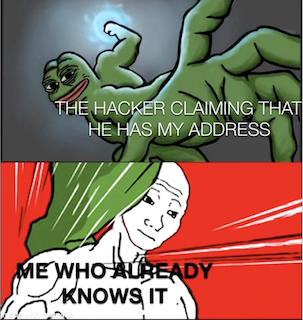 THE HACKER CLAIMING THAT
HE HAS MY ADDRESS
ME WHO ALREADY
KNOWS IT